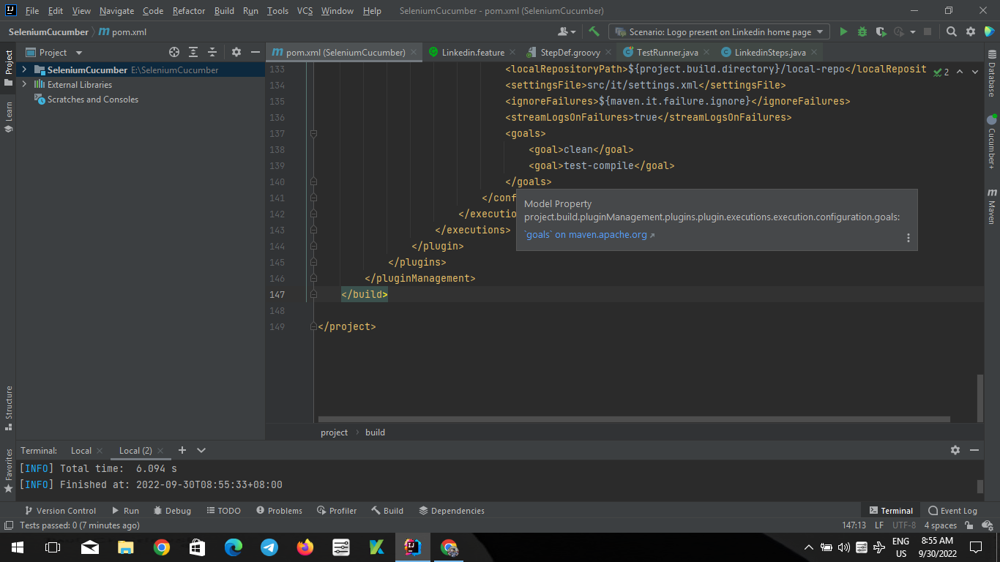 File Edit View Navigate Code Refactor Build Run Tools VCS Window Help SeleniumCucumber - pom.xml (SeleniumCucumber)
SeleniumCucumber pom.xml Scenario: Logo present on Linkedin home page
Project pom.xml (SeleniumCucumber) Linkedin.feature StepDef.groovy TestRunner.java LinkedinSteps.java
Project
Learn
Structure
Favorites
Database
Cucumber+
Maven
SeleniumCucumber E:\SeleniumCucumber
External Libraries
Scratches and Consoles
2
133 <localRepositoryPath>${project.build.directory}/local-repo</localReposit
134 <settingsFile>src/it/settings.xml</settingsFile>
135 <ignoreFailures>${maven.it.failure.ignore}</ignoreFailures>
136 <streamLogsOnFailures>true</streamLogsOnFailures>
137 <goals>
138 <goal>clean</goal>
139 <goal>test-compile</goal>
140 </goals>
141 </conf
142 </executio
143 </executions>
144 </plugin>
145 </plugins>
146 </pluginManagement>
147 </build>
148
149 </project>
Model Property
project.build.pluginManagement.plugins.plugin.executions.execution.configuration.goals:
`goals` on maven.apache.org
project build
Terminal: Local Local (2)
[INFO] Total time:  6.094 s
[INFO] Finished at: 2022-09-30T08:55:33+08:00
Version Control Run Debug TODO Problems Profiler Build Dependencies Terminal Event Log
Tests passed: 0 (7 minutes ago) 147:13 LF UTF-8 4 spaces
ENG
US
8:55 AM
9/30/2022